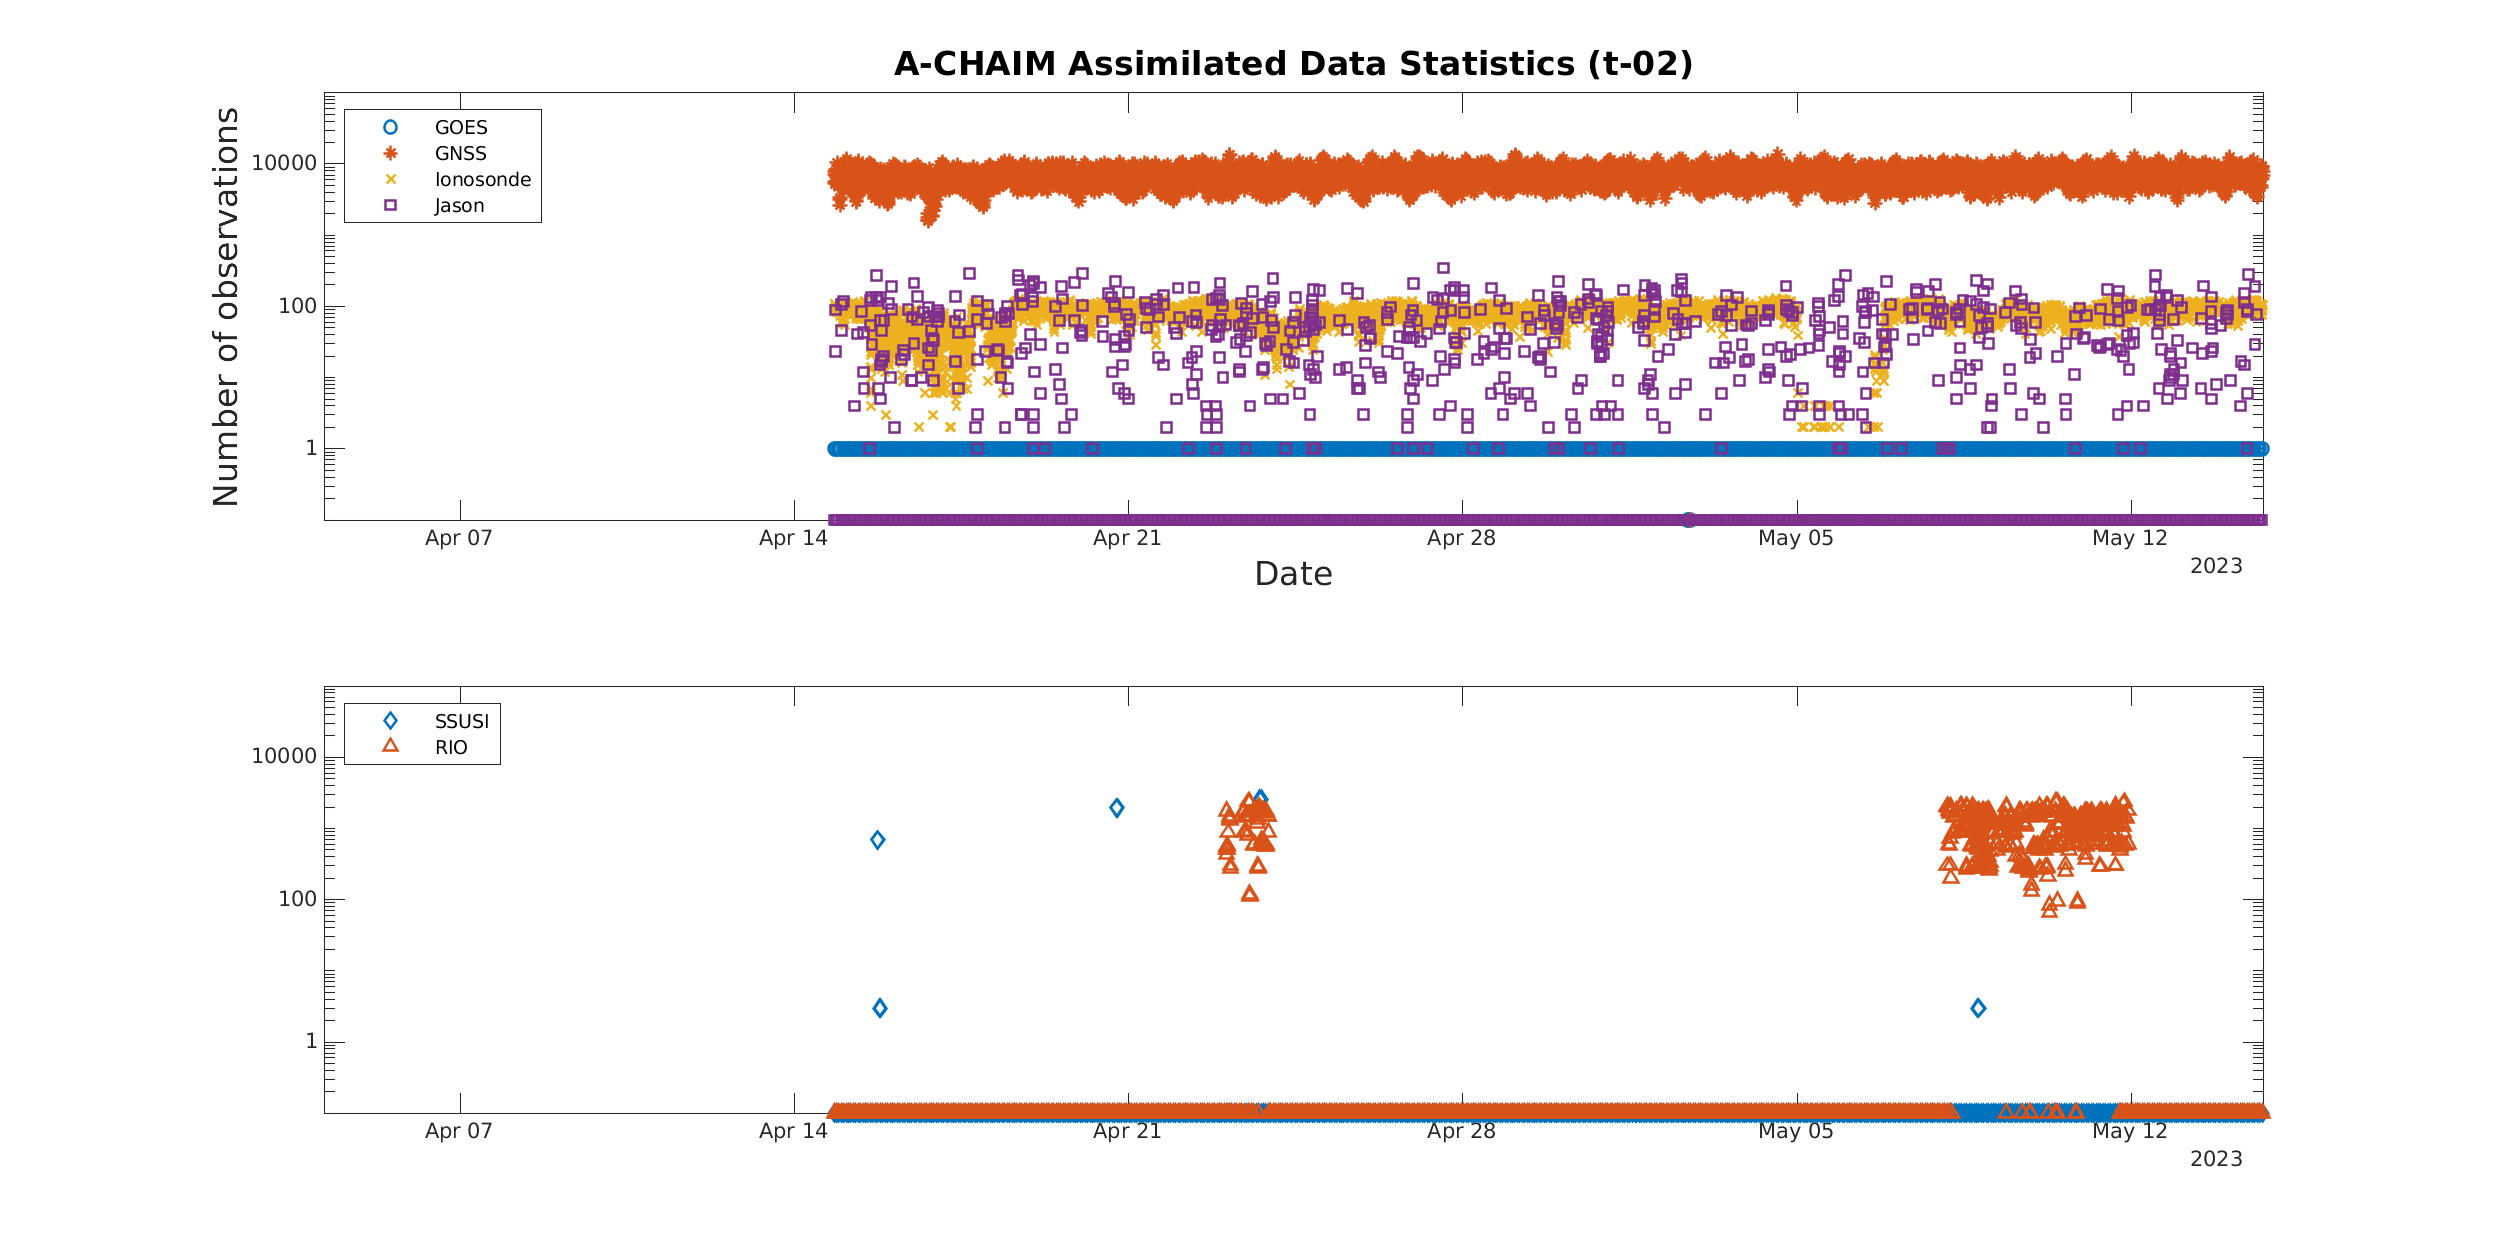 A-CHAIM Assimilated Data Statistics (t-02)
Number of observations
10000
100
1
GOES
GNSS
Ionosonde
Jason
Apr 07
Apr 14
Apr 21
Apr 28
May 05
May 12
2023
Date
10000
100
1
SSUSI
RIO
Apr 07
Apr 14
Apr 21
Apr 28
May 05
May 12
2023